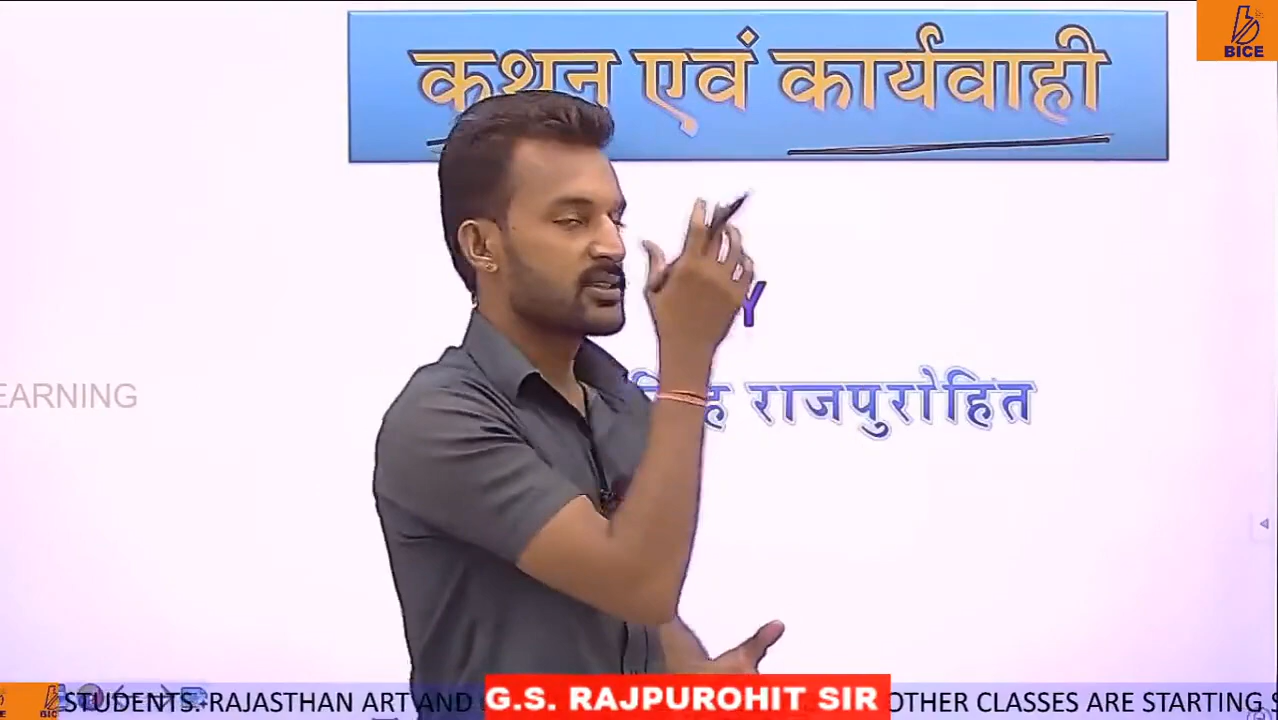 BICE
कथन एवं कार्यवाही
Y
EARNING
राजपुरोहित
STUDENTS:-RAJASTHAN ART AND
G.S. RAJPUROHIT SIR
OTHER CLASSES ARE STARTING S